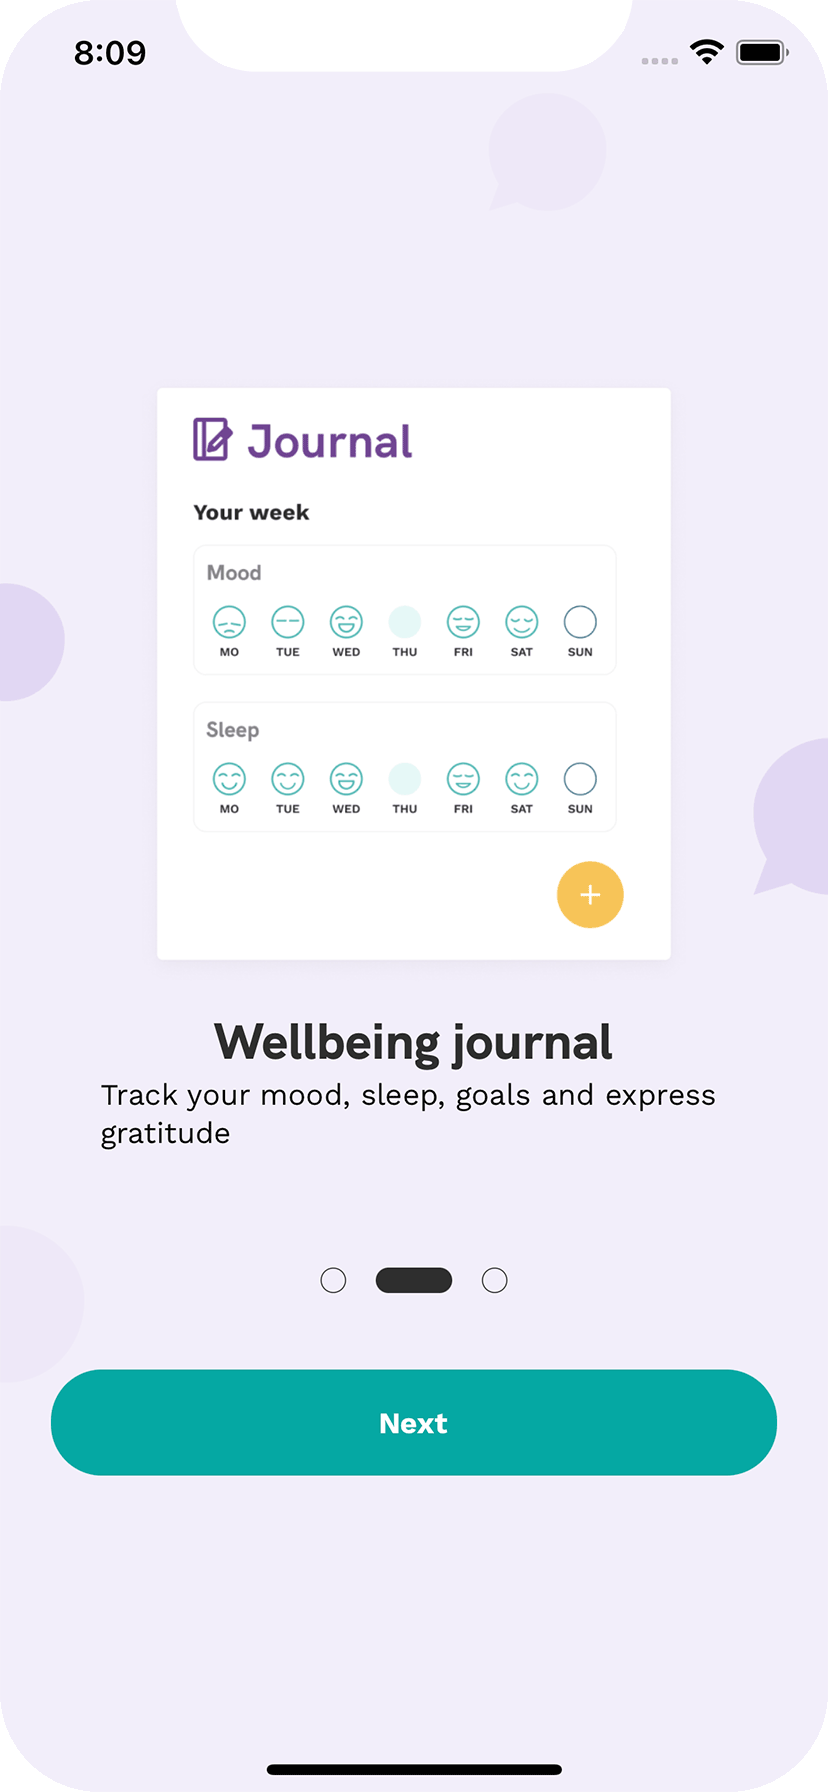 8:09
Journal
Your week
Mood
MO TUE WED THU FRI SAT SUN
Sleep
MO TUE WED THU FRI SAT SUN
+
Wellbeing journal
Track your mood, sleep, goals and express
gratitude
Next